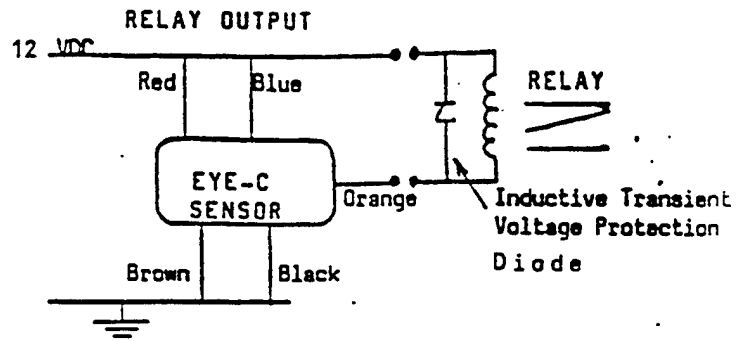 RELAY OUTPUT
12 VDC
Red
Blue
RELAY
EYE-C
SENSOR
Orange
Inductive Transient
Voltage Protection
Diode
Brown
Black